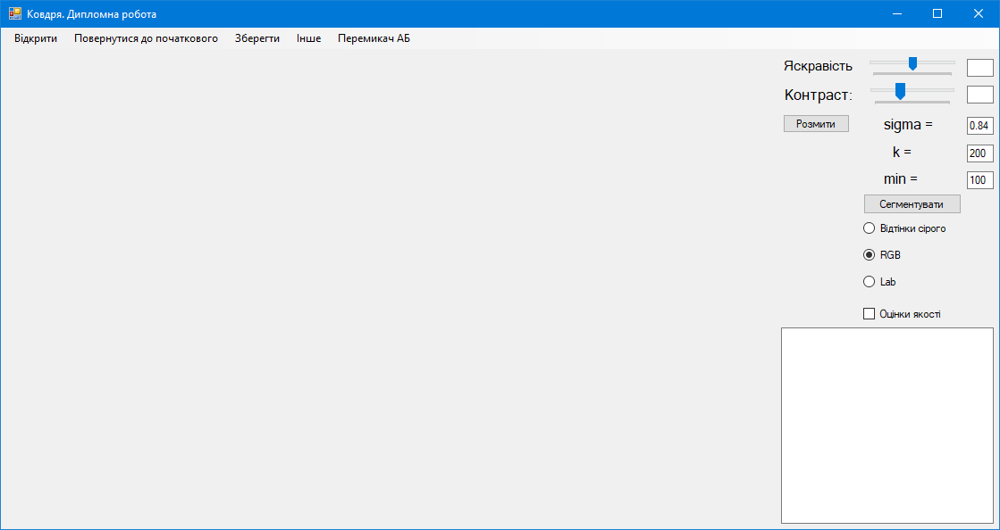 Ковдря. Дипломна робота
Відкрити Повернутися до початкового Зберегти Інше Перемикач АБ
Яскравість
Контраст:
Розмити sigma = 0.84
k = 200
min = 100
Сегментувати
Відтінки сірого
RGB
Lab
Оцінки якості